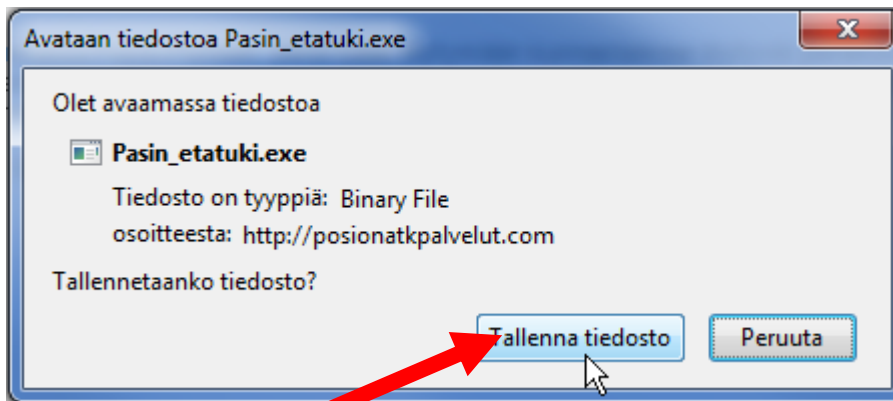 Avataan tiedostoa Pasin_etatuki.exe
Olet avaamassa tiedostoa
Pasin_etatuki.exe
Tiedosto on tyyppiä: Binary File
osoitteesta: http://posionatkpalvelut.com
Tallennetaanko tiedosto?
Tallenna tiedosto Peruuta